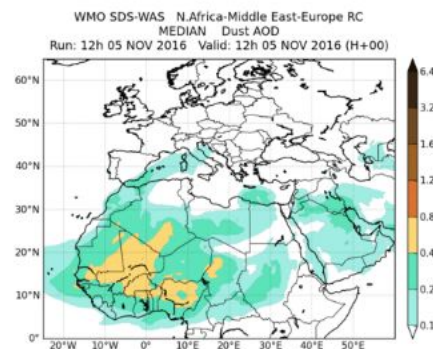 WMO SDS-WAS N.Africa-Middle East-Europe RC
MEDIAN Dust AOD
Run: 12h 05 NOV 2016 Valid: 12h 05 NOV 2016 (H+00)
60°N
50°N
40°N
30°N
20°N
10°N
0°
20°W
10°W
0°
10°E
20°E
30°E
40°E
50°E
6.4
3.2
1.6
1.2
0.8
0.4
0.2
0.1